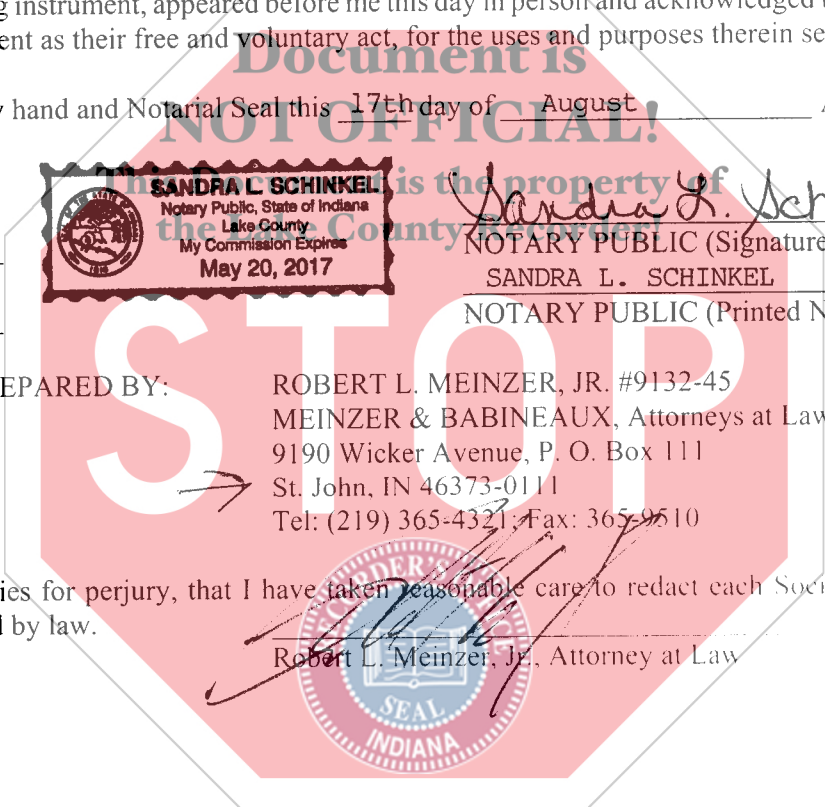 g instrument, appeared before me this day in person and acknowledged
ent as their free and voluntary act, for the uses and purposes therein se
Document is
hand and Notarial Seal this 17th day of August
NOT OFFICIAL!
This Document is the property of
the Lake County Recorder!
SANDRA L. SCHINKEL
Notary Public, State of Indiana
Lake County
My Commission Expires
May 20, 2017
Sandra L. Sch
NOTARY PUBLIC (Signature
SANDRA L. SCHINKEL
NOTARY PUBLIC (Printed N
STOP
EPARED BY: ROBERT L. MEINZER, JR. #9132-45
MEINZER & BABINEAUX, Attorneys at Law
9190 Wicker Avenue, P. O. Box 111
St. John, IN 46373-0111
Tel: (219) 365-4321; Fax: 365-9510
ies for perjury, that I have taken reasonable care to redact each Soci
by law.
Robert L. Meinzer, Jr., Attorney at Law
SEAL
INDIANA